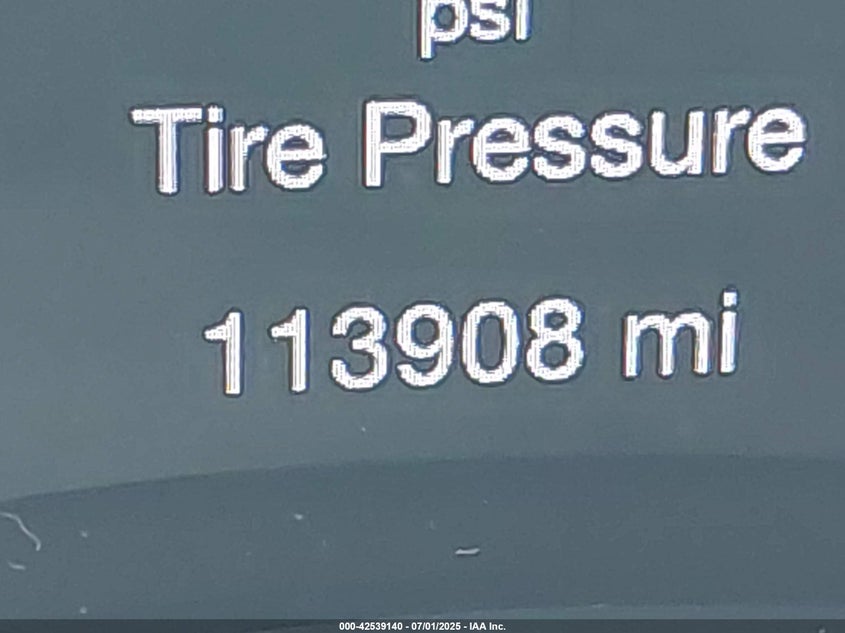 psi
Tire Pressure
113908 mi
000-42539140 - 07/01/2025 - IAA Inc.